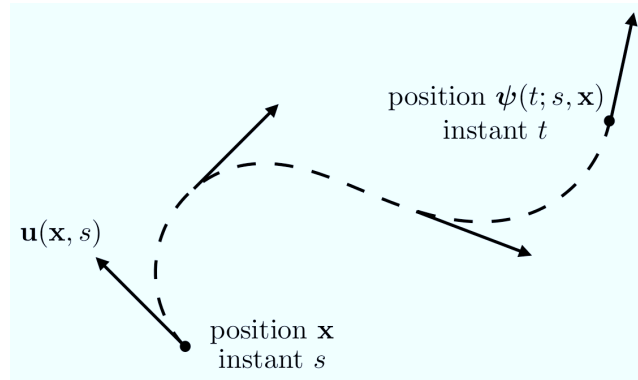 position 𝝍(t; s, 𝐱)
instant t
𝐮(𝐱, s)
position 𝐱
instant s